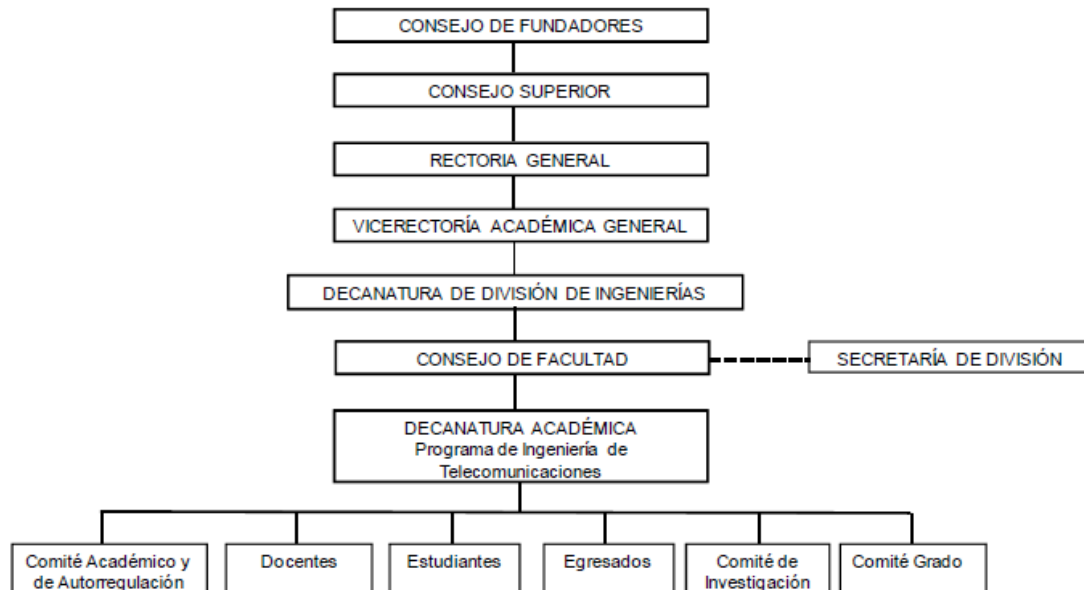 CONSEJO DE FUNDADORES
CONSEJO SUPERIOR
RECTORIA GENERAL
VICERECTORÍA ACADÉMICA GENERAL
DECANATURA DE DIVISIÓN DE INGENIERÍAS
CONSEJO DE FACULTAD
SECRETARÍA DE DIVISIÓN
DECANATURA ACADÉMICA
Programa de Ingeniería de
Telecomunicaciones
Comité Académico y
de Autorregulación
Docentes
Estudiantes
Egresados
Comité de
Investigación
Comité Grado